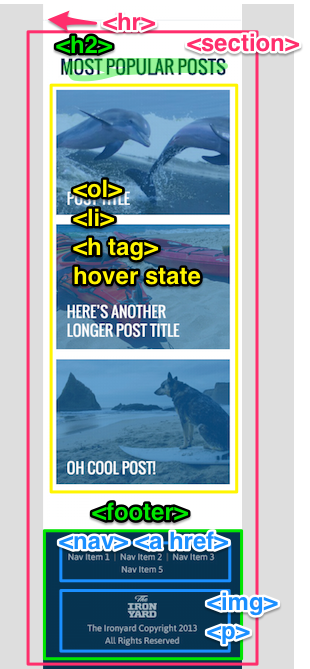 <hr>
<h2> <section>
MOST POPULAR POSTS
POST TITLE
<ol>
<li>
<h tag>
hover state
HERE'S ANOTHER
LONGER POST TITLE
OH COOL POST!
<footer>
<nav> <a href>
Nav Item 1 | Nav Item 2 | Nav Item 3
Nav Item 5
The
IRON
YARD
<img>
The Ironyard Copyright 2013
<p>
All Rights Reserved